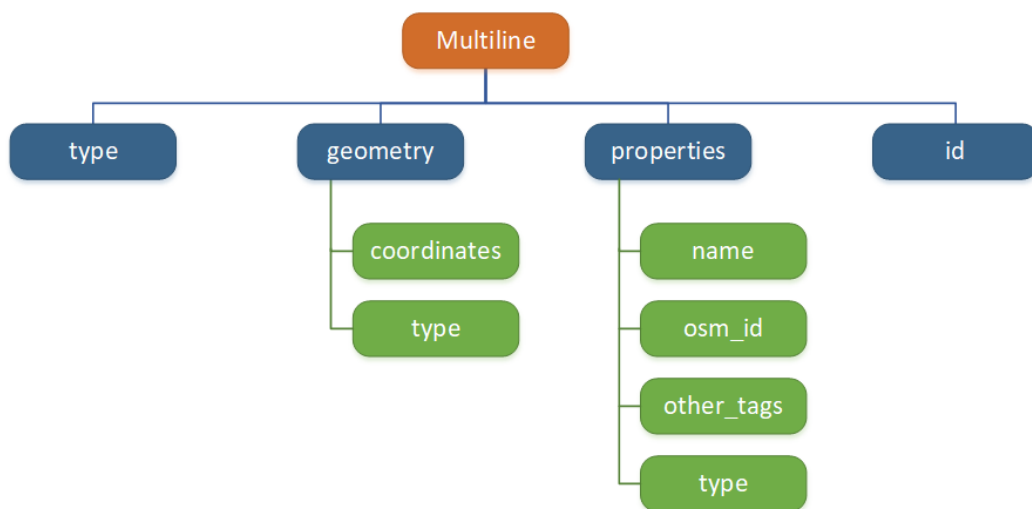 Multiline
type
geometry
properties
id
coordinates
type
name
osm_id
other_tags
type